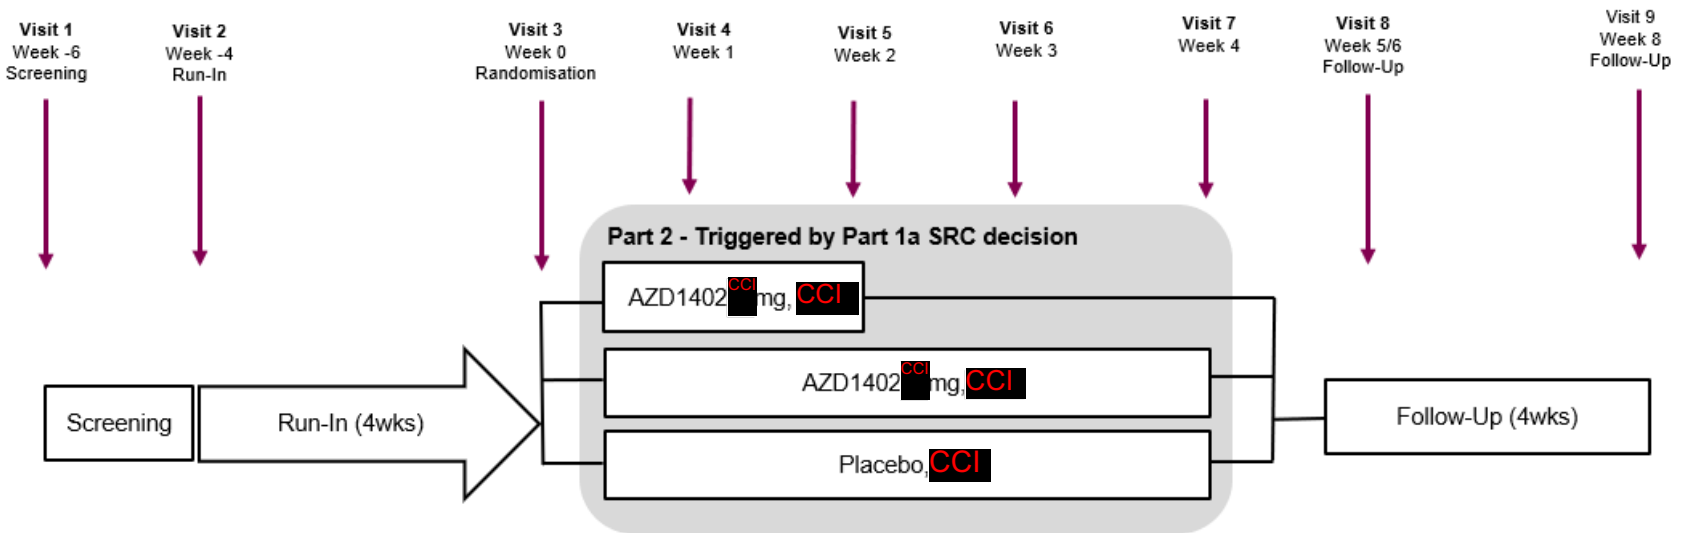 Visit 1
Week -6
Screening
Visit 2
Week -4
Run-In
Visit 3
Week 0
Randomisation
Visit 4
Week 1
Visit 5
Week 2
Visit 6
Week 3
Visit 7
Week 4
Visit 8
Week 5/6
Follow-Up
Visit 9
Week 8
Follow-Up
Part 2 - Triggered by Part 1a SRC decision
AZD1402 CCI mg, CCI
AZD1402 CCI mg, CCI
Placebo, CCI
Screening
Run-In (4wks)
Follow-Up (4wks)